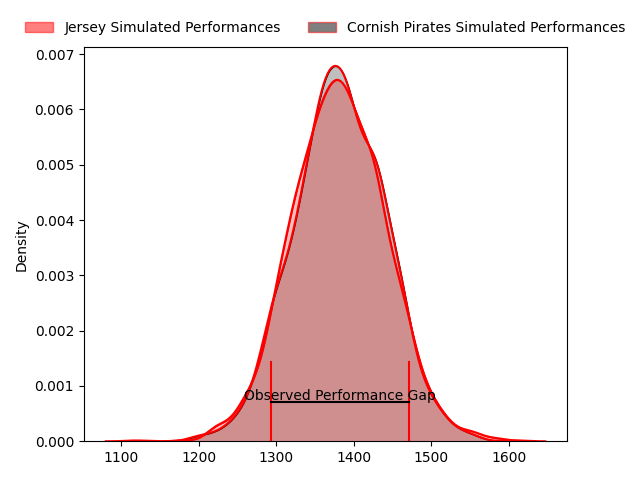 Jersey Simulated Performances
Cornish Pirates Simulated Performances
0.007
0.006
0.005
0.004
0.003
0.002
0.001
0.000
Density
Observed Performance Gap
1100 1200 1300 1400 1500 1600